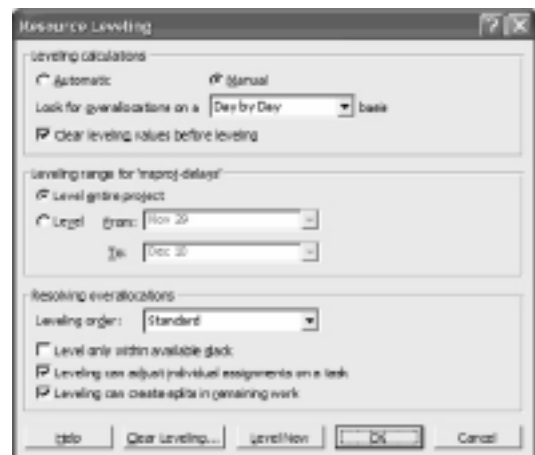 Resource Leveling
Leveling calculations
Automatic Manual
Look for overallocations on a Day by Day basis
Clear leveling values before leveling
Leveling range for 'msproj-delays'
Level entire project
Level From: Nov 29
To: Dec 10
Resolving overallocations
Leveling order: Standard
Level only within available slack
Leveling can adjust individual assignments on a task
Leveling can create splits in remaining work
Help Clear Leveling... Level Now OK Cancel